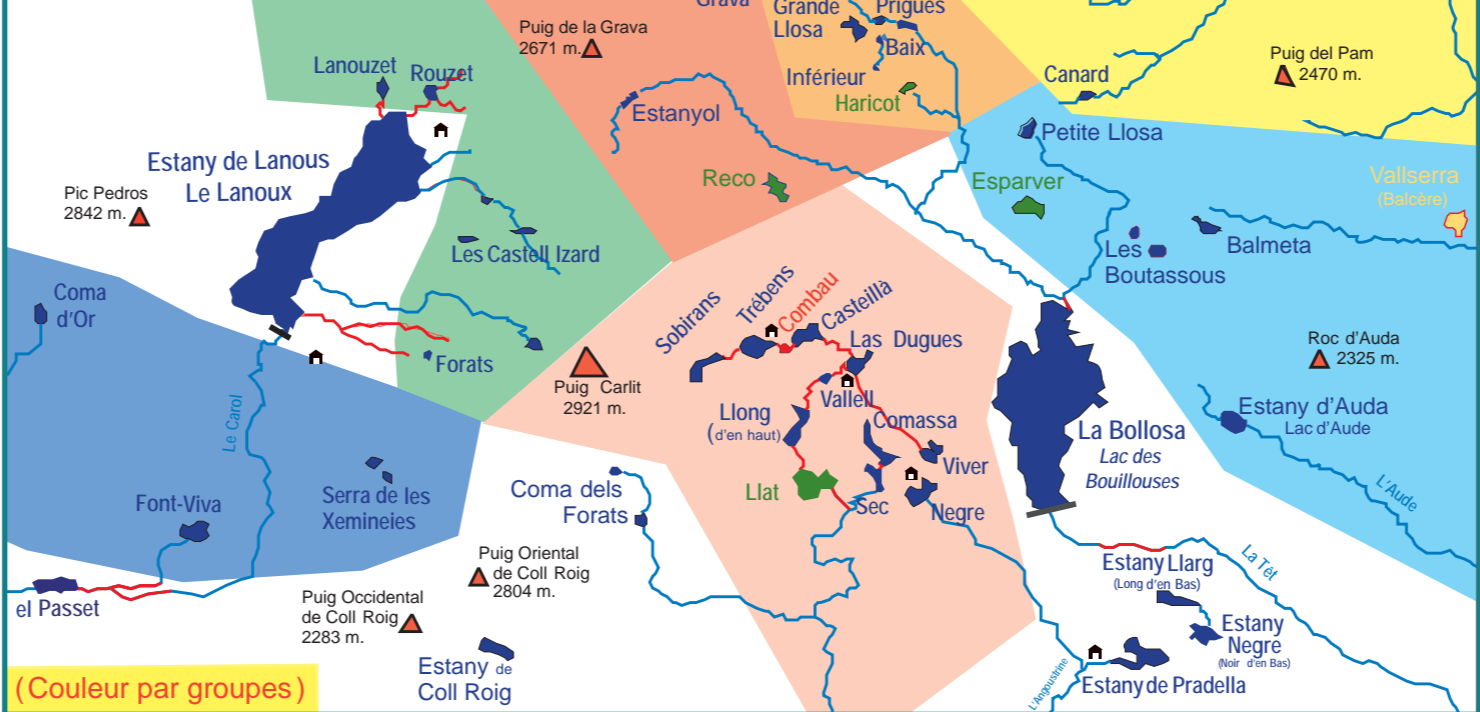 Grava
Grande
Llosa
Prigues
Baix
Inférieur
Haricot
Puig de la Grava
2671 m.
Puig del Pam
2470 m.
Lanouzet
Rouzet
Estanyol
Canard
Petite Llosa
Estany de Lanous
Le Lanoux
Pic Pedros
2842 m.
Reco
Esparver
Vallserra
(Balcère)
Les Castell Izard
Les
Boutassous
Balmeta
Coma
d'Or
Sobirans
Trébens
Combau
Casteillà
Las Dugues
Roc d'Auda
2325 m.
Forats
Puig Carlit
2921 m.
Vallell
Le Carol
Llong
(d'en haut)
Comassa
La Bollosa
Lac des
Bouillouses
Estany d'Auda
Lac d'Aude
Viver
Llat
Sec
Negre
L'Aude
Font-Viva
Serra de les
Xemineies
Coma dels
Forats
Puig Oriental
de Coll Roig
2804 m.
Estany Llarg
(Long d'en Bas)
La Têt
el Passet
Puig Occidental
de Coll Roig
2283 m.
Estany
Negre
(Noir d'en Bas)
Estany de
Coll Roig
L'Angoustrine
Estany de Pradella
(Couleur par groupes)